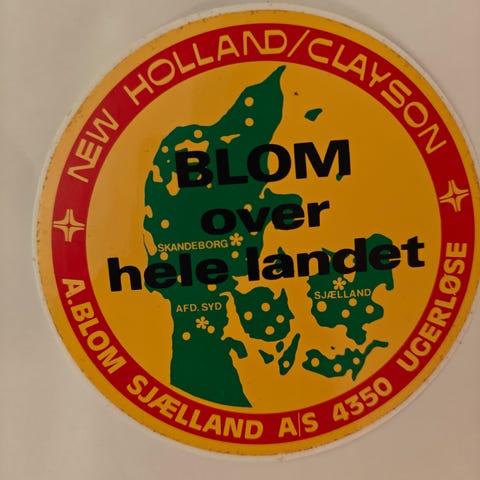 NEW HOLLAND/CLAYSON
BLOM
over
hele landet
SKANDEBORG
AFD. SYD
SJÆLLAND
A.BLOM SJÆLLAND A/S 4350 UGERLØSE